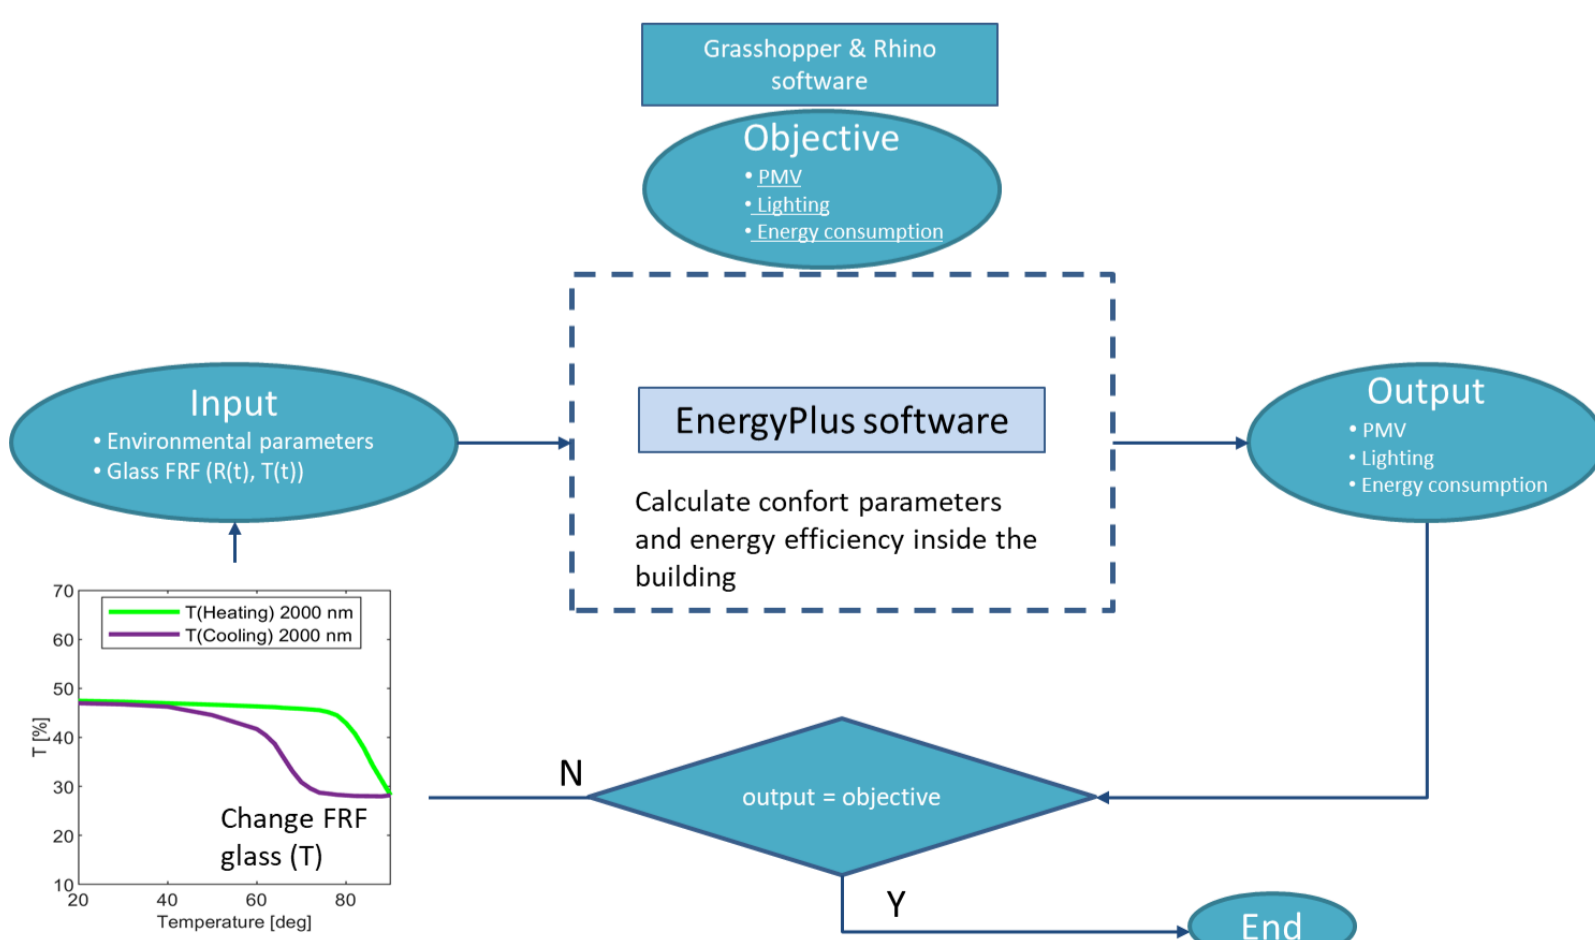 Grasshopper & Rhino
software
Objective
• PMV
• Lighting
• Energy consumption
Input
• Environmental parameters
• Glass FRF (R(t), T(t))
EnergyPlus software
Calculate confort parameters
and energy efficiency inside the
building
Output
• PMV
• Lighting
• Energy consumption
70
60
50
40
30
20
10
T [%]
T(Heating) 2000 nm
T(Cooling) 2000 nm
Change FRF
glass (T)
20 40 60 80
Temperature [deg]
N
output = objective
Y
End